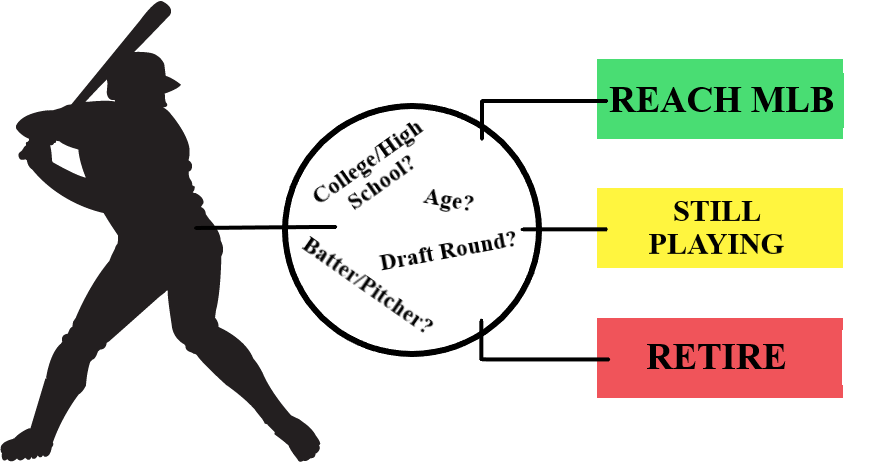 College/High
School?
Age?
Draft Round?
Batter/Pitcher?
REACH MLB
STILL
PLAYING
RETIRE